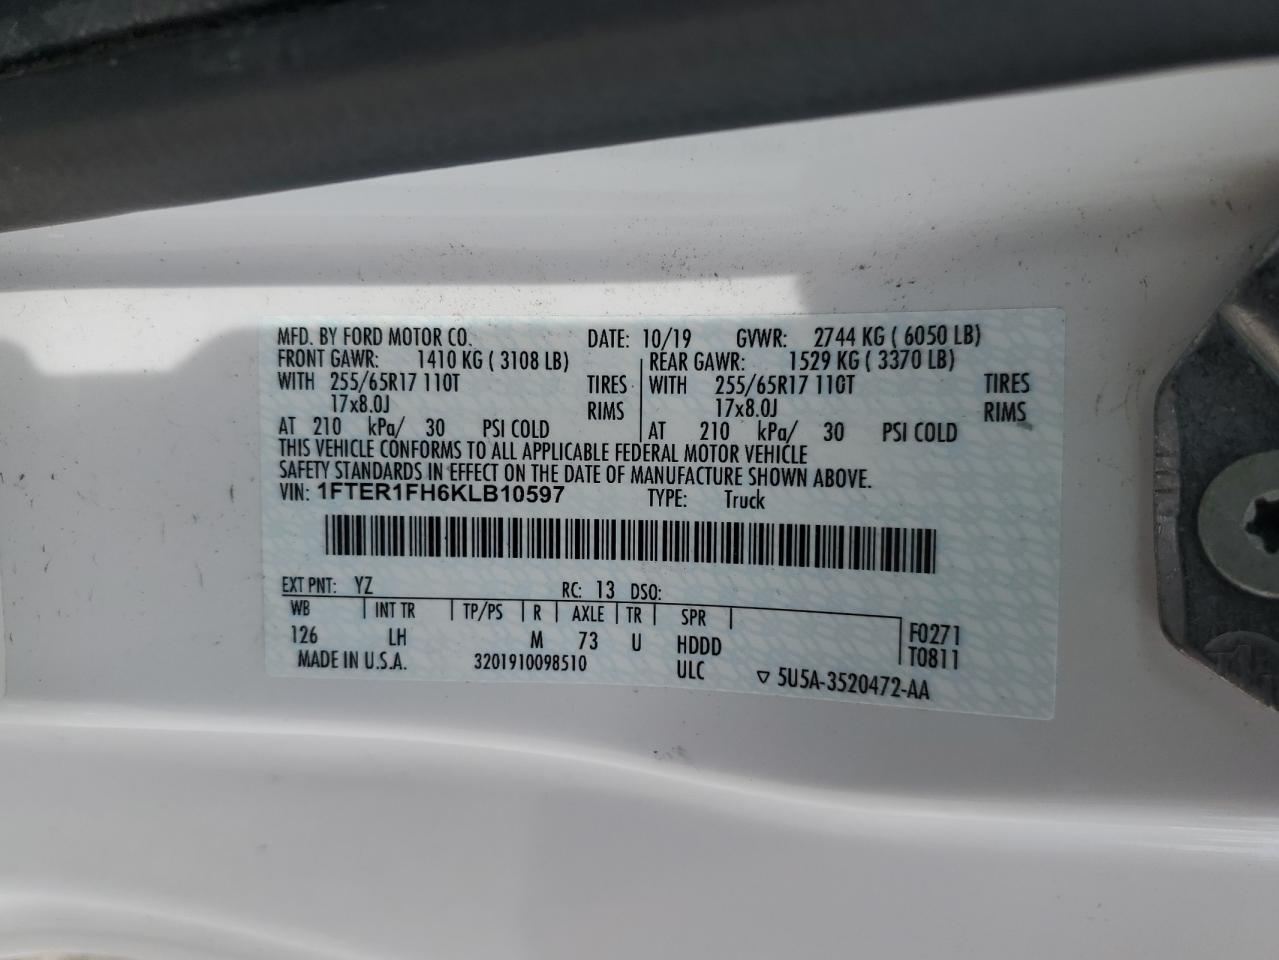 MFD. BY FORD MOTOR CO. DATE: 10/19 GVWR: 2744 KG ( 6050 LB)
FRONT GAWR: 1410 KG ( 3108 LB) REAR GAWR: 1529 KG ( 3370 LB)
WITH 255/65R17 110T TIRES WITH 255/65R17 110T TIRES
17x8.0J RIMS 17x8.0J RIMS
AT 210 kPa/ 30 PSI COLD AT 210 kPa/ 30 PSI COLD
THIS VEHICLE CONFORMS TO ALL APPLICABLE FEDERAL MOTOR VEHICLE
SAFETY STANDARDS IN EFFECT ON THE DATE OF MANUFACTURE SHOWN ABOVE.
VIN: 1FTER1FH6KLB10597 TYPE: Truck
EXT PNT: YZ RC: 13 DSO:
WB INT TR TP/PS R AXLE TR SPR F0271
126 LH M 73 U HDDD T0811
MADE IN U.S.A. 3201910098510 ULC ▽ 5U5A-3520472-AA